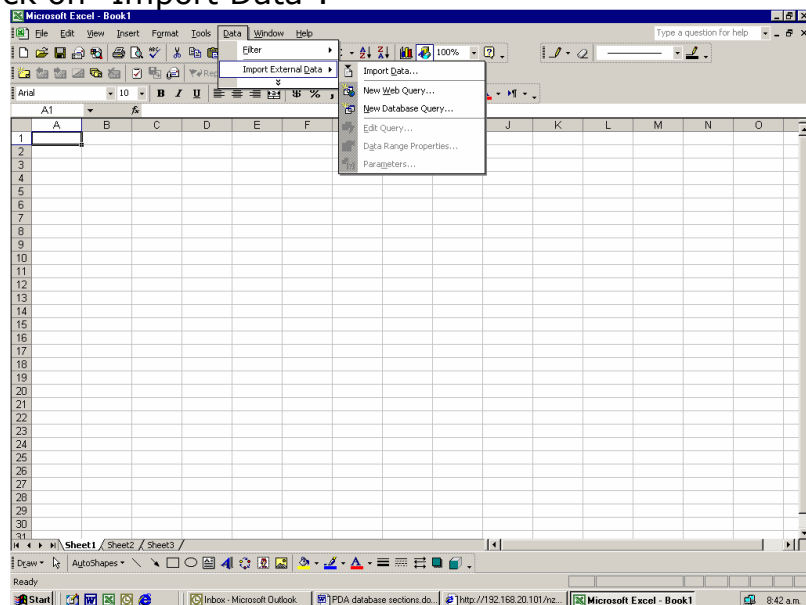 ck on "Import Data".
Microsoft Excel - Book1
File Edit View Insert Format Tools Data Window Help
Type a question for help
100%
Filter
Import External Data
Import Data...
New Web Query...
New Database Query...
Edit Query...
Data Range Properties...
Parameters...
Arial 10 B I U $ % ,
A1 fx
A B C D E F J K L M N O
1
2
3
4
5
6
7
8
9
10
11
12
13
14
15
16
17
18
19
20
21
22
23
24
25
26
27
28
29
30
31
Sheet1 Sheet2 Sheet3
Draw AutoShapes
Ready
Start Inbox - Microsoft Outlook PDA database sections.do... http://192.168.20.101/nz... Microsoft Excel - Book1 8:42 a.m.